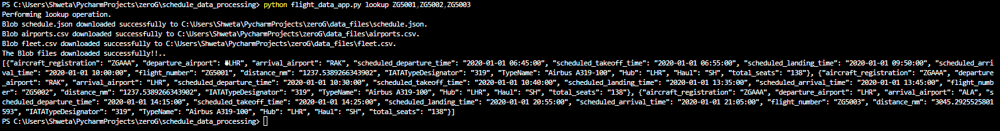 PS C:\Users\Shweta\PycharmProjects\zeroG\schedule_data_processing> python flight_data_app.py lookup ZG5001,ZG5002,ZG5003
Performing lookup operation.
Blob schedule.json downloaded successfully to C:\Users\Shweta\PycharmProjects\zeroG\data_files\schedule.json.
Blob airports.csv downloaded successfully to C:\Users\Shweta\PycharmProjects\zeroG\data_files\airports.csv.
Blob fleet.csv downloaded successfully to C:\Users\Shweta\PycharmProjects\zeroG\data_files\fleet.csv.
The Blob files downloaded successfully!!..
[{"aircraft_registration": "ZGAAA", "departure_airport": "LHR", "arrival_airport": "RAK", "scheduled_departure_time": "2020-01-01 06:45:00", "scheduled_takeoff_time": "2020-01-01 06:55:00", "scheduled_landing_time": "2020-01-01 09:50:00", "scheduled_arri
val_time": "2020-01-01 10:00:00", "flight_number": "ZG5001", "distance_nm": "1237.5389266343902", "IATATypeDesignator": "319", "TypeName": "Airbus A319-100", "Hub": "LHR", "Haul": "SH", "total_seats": "138"}, {"aircraft_registration": "ZGAAA", "departure
_airport": "RAK", "arrival_airport": "LHR", "scheduled_departure_time": "2020-01-01 10:30:00", "scheduled_takeoff_time": "2020-01-01 10:40:00", "scheduled_landing_time": "2020-01-01 13:35:00", "scheduled_arrival_time": "2020-01-01 13:45:00", "flight_numb
er": "ZG5002", "distance_nm": "1237.5389266343902", "IATATypeDesignator": "319", "TypeName": "Airbus A319-100", "Hub": "LHR", "Haul": "SH", "total_seats": "138"}, {"aircraft_registration": "ZGAAA", "departure_airport": "LHR", "arrival_airport": "ALA", "s
cheduled_departure_time": "2020-01-01 14:15:00", "scheduled_takeoff_time": "2020-01-01 14:25:00", "scheduled_landing_time": "2020-01-01 20:55:00", "scheduled_arrival_time": "2020-01-01 21:05:00", "flight_number": "ZG5003", "distance_nm": "3045.2925525801
593", "IATATypeDesignator": "319", "TypeName": "Airbus A319-100", "Hub": "LHR", "Haul": "SH", "total_seats": "138"}]
PS C:\Users\Shweta\PycharmProjects\zeroG\schedule_data_processing>